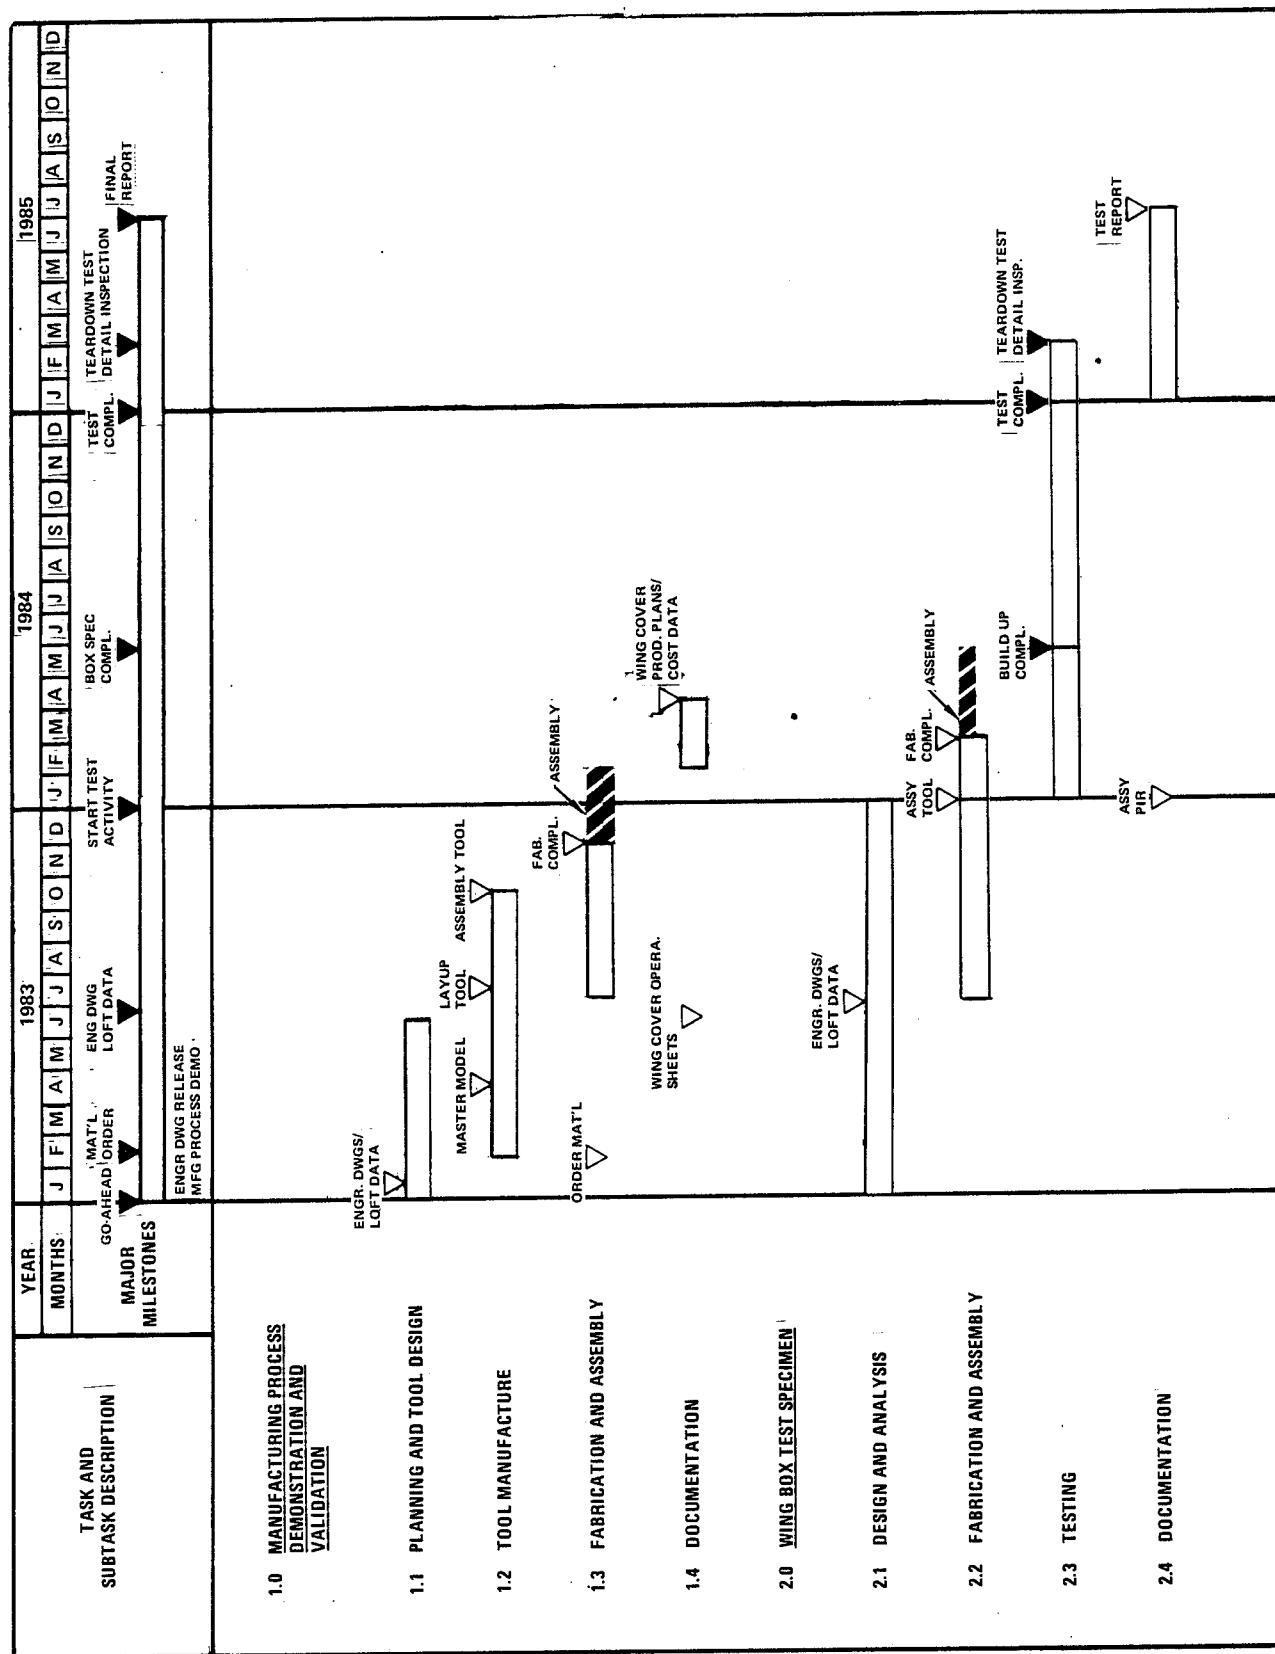 TASK AND
SUBTASK DESCRIPTION
YEAR
1983
1984
1985
MONTHS
J F M A M J J A S O N D J F M A M J J A S O N D J F M A M J J A S O N D
MAJOR
MILESTONES
GO-AHEAD
MAT'L
ORDER
ENG DWG
LOFT DATA
START TEST
ACTIVITY
BOX SPEC
COMPL.
TEST
COMPL.
TEARDOWN TEST
DETAIL INSPECTION
FINAL
REPORT
ENGR DWG RELEASE
MFG PROCESS DEMO
1.0 MANUFACTURING PROCESS
DEMONSTRATION AND
VALIDATION
1.1 PLANNING AND TOOL DESIGN
ENGR. DWGS/
LOFT DATA
1.2 TOOL MANUFACTURE
MASTER MODEL
LAYUP
TOOL
ASSEMBLY TOOL
1.3 FABRICATION AND ASSEMBLY
ORDER MAT'L
FAB.
COMPL.
ASSEMBLY
1.4 DOCUMENTATION
WING COVER OPERA.
SHEETS
WING COVER
PROD. PLANS/
COST DATA
2.0 WING BOX TEST SPECIMEN
2.1 DESIGN AND ANALYSIS
ENGR. DWGS/
LOFT DATA
2.2 FABRICATION AND ASSEMBLY
ASSY
TOOL
FAB.
COMPL.
ASSEMBLY
2.3 TESTING
BUILD UP
COMPL.
TEST
COMPL.
TEARDOWN TEST
DETAIL INSP.
2.4 DOCUMENTATION
ASSY
PIR
TEST
REPORT